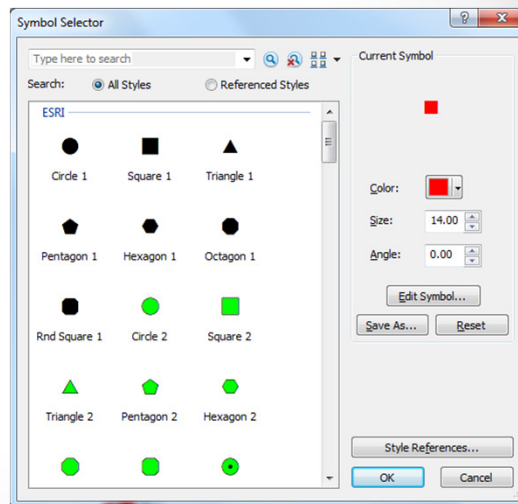 Symbol Selector
Type here to search
Search: All Styles Referenced Styles
ESRI
Circle 1 Square 1 Triangle 1
Pentagon 1 Hexagon 1 Octagon 1
Rnd Square 1 Circle 2 Square 2
Triangle 2 Pentagon 2 Hexagon 2
Current Symbol
Color:
Size: 14.00
Angle: 0.00
Edit Symbol...
Save As... Reset
Style References...
OK Cancel